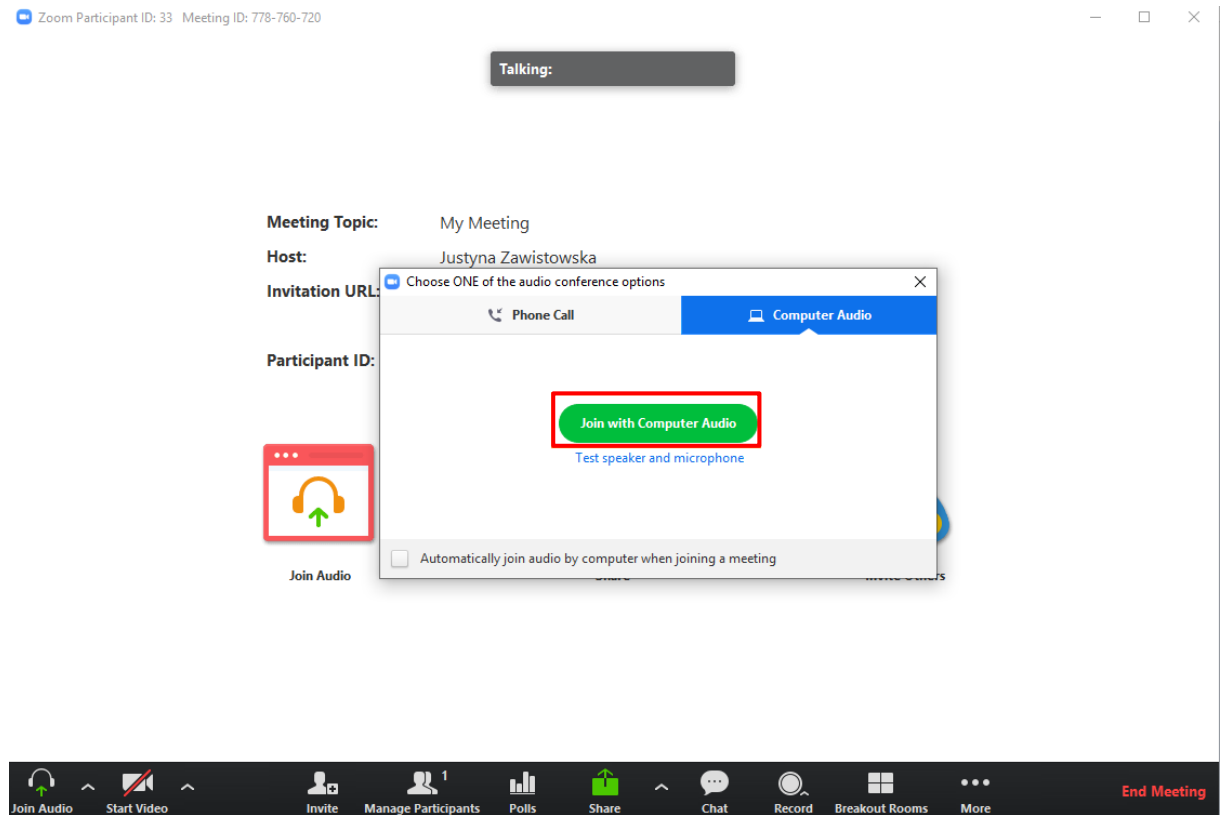 Zoom Participant ID: 33 Meeting ID: 778-760-720
Talking:
Meeting Topic: My Meeting
Host: Justyna Zawistowska
Invitation URL:
Participant ID:
Choose ONE of the audio conference options
Phone Call
Computer Audio
Join with Computer Audio
Test speaker and microphone
Automatically join audio by computer when joining a meeting
Join Audio
Join Audio
Start Video
Invite
1
Manage Participants
Polls
Share
Chat
Record
Breakout Rooms
More
End Meeting